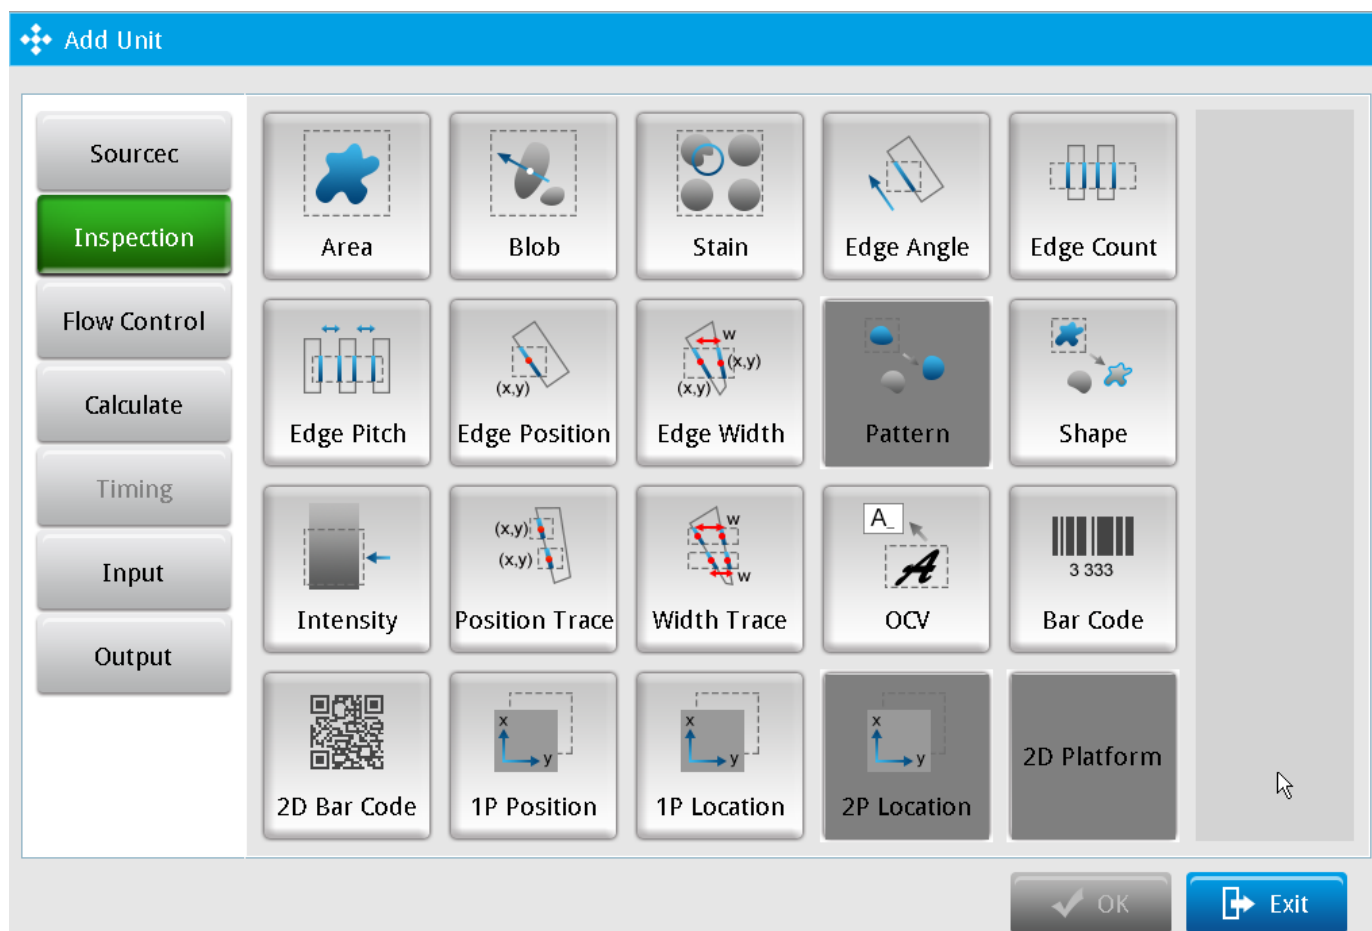 Add Unit
Sourcec
Inspection
Flow Control
Calculate
Timing
Input
Output
Area
Blob
Stain
Edge Angle
Edge Count
Edge Pitch
(x,y)
Edge Position
w
(x,y)
(x,y)
Edge Width
Pattern
Shape
Intensity
(x,y)
(x,y)
Position Trace
w
w
Width Trace
A_
A
OCV
3 333
Bar Code
2D Bar Code
x
y
1P Position
x
y
1P Location
x
y
2P Location
2D Platform
OK
Exit